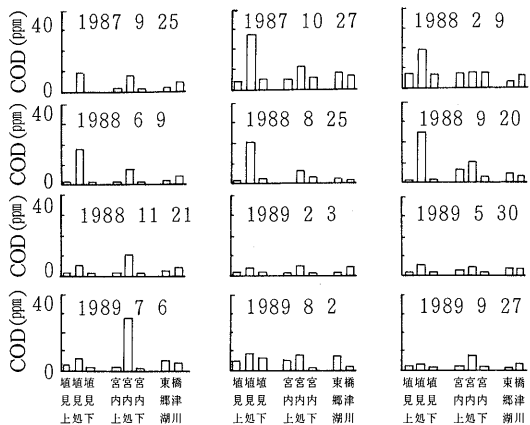 COD(ppm) 40 0 1987 9 25
1987 10 27
1988 2 9
COD(ppm) 40 0 1988 6 9
1988 8 25
1988 9 20
COD(ppm) 40 0 1988 11 21
1989 2 3
1989 5 30
COD(ppm) 40 0 1989 7 6
1989 8 2
1989 9 27
埴見上 埴見処 埴見下 宮内上 宮内処 宮内下 東郷湖 橋津川
埴見上 埴見処 埴見下 宮内上 宮内処 宮内下 東郷湖 橋津川
埴見上 埴見処 埴見下 宮内上 宮内処 宮内下 東郷湖 橋津川